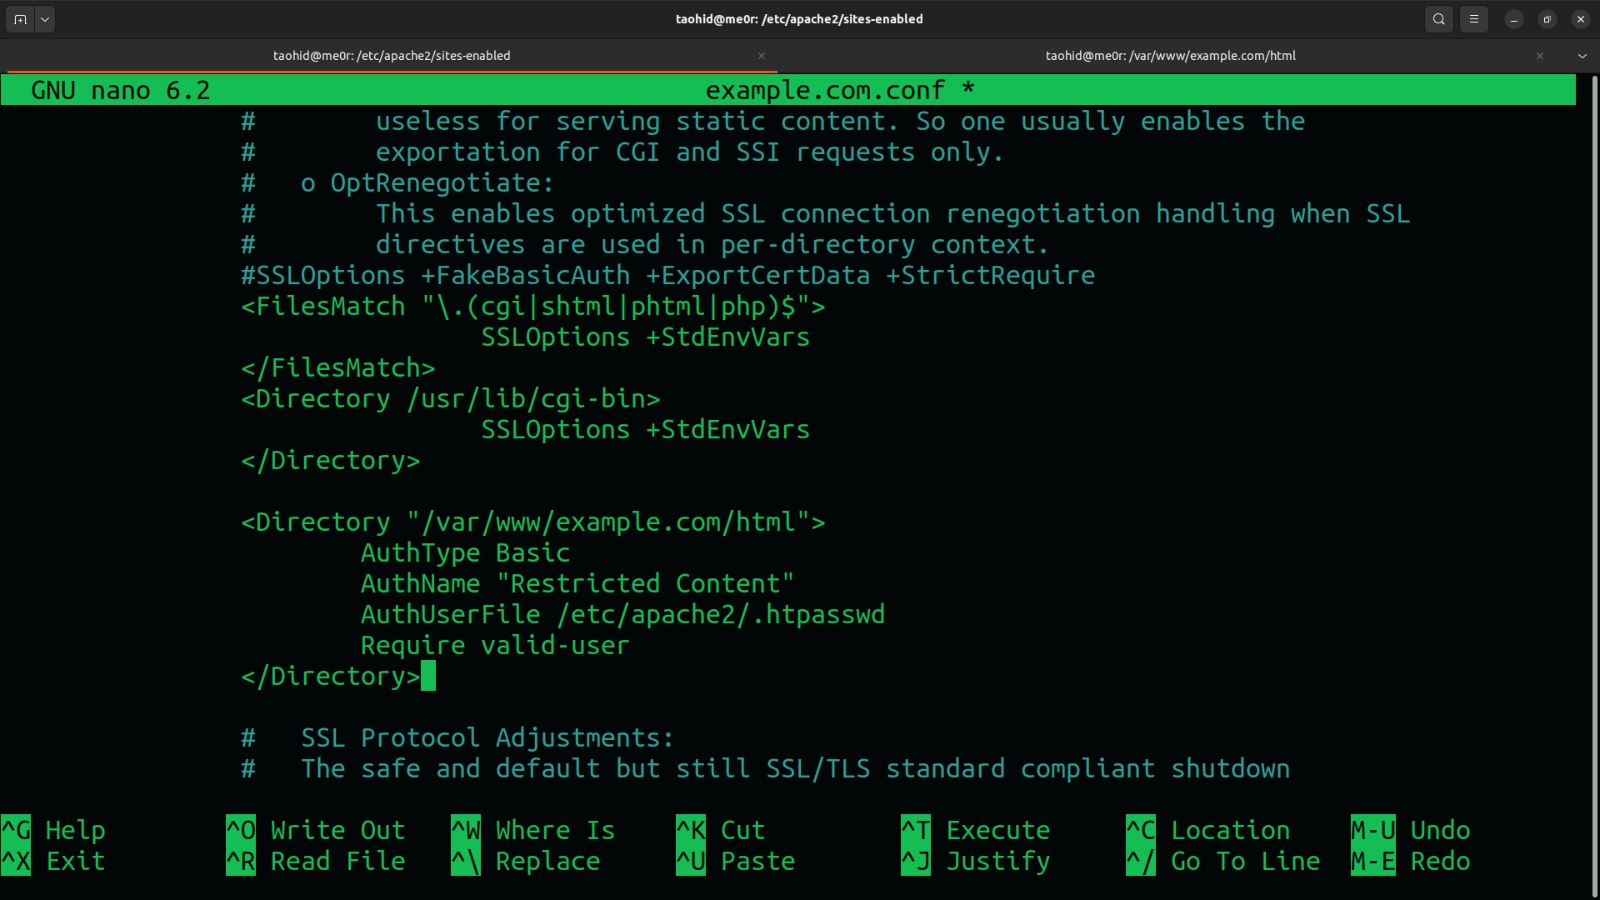 taohid@me0r: /etc/apache2/sites-enabled
taohid@me0r: /etc/apache2/sites-enabled
taohid@me0r: /var/www/example.com/html
GNU nano 6.2 example.com.conf *
# useless for serving static content. So one usually enables the
# exportation for CGI and SSI requests only.
# o OptRenegotiate:
# This enables optimized SSL connection renegotiation handling when SSL
# directives are used in per-directory context.
#SSLOptions +FakeBasicAuth +ExportCertData +StrictRequire
<FilesMatch "\.(cgi|shtml|phtml|php)$">
SSLOptions +StdEnvVars
</FilesMatch>
<Directory /usr/lib/cgi-bin>
SSLOptions +StdEnvVars
</Directory>
<Directory "/var/www/example.com/html">
AuthType Basic
AuthName "Restricted Content"
AuthUserFile /etc/apache2/.htpasswd
Require valid-user
</Directory>
# SSL Protocol Adjustments:
# The safe and default but still SSL/TLS standard compliant shutdown
^G Help ^O Write Out ^W Where Is ^K Cut ^T Execute ^C Location M-U Undo
^X Exit ^R Read File ^\ Replace ^U Paste ^J Justify ^/ Go To Line M-E Redo